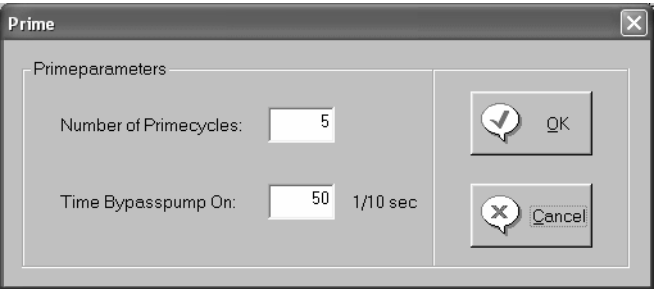 Prime
Primeparameters
Number of Primecycles: 5
OK
Time Bypasspump On: 50 1/10 sec
Cancel